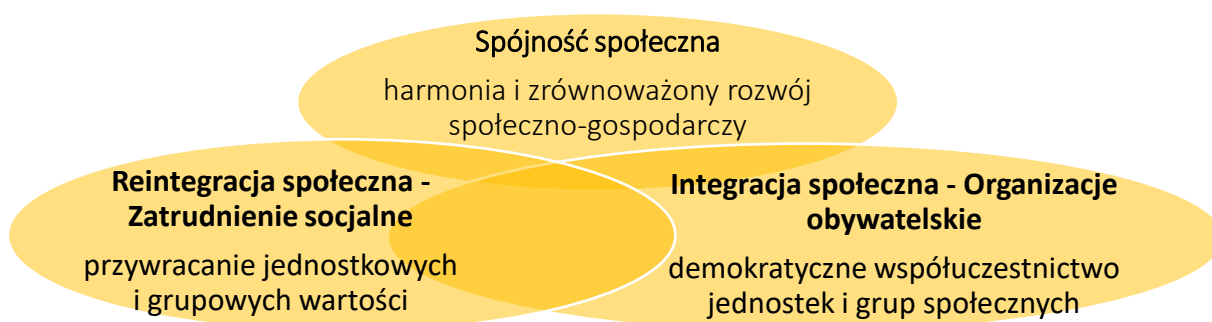 Spójność społeczna
harmonia i zrównoważony rozwój
społeczno-gospodarczy
Reintegracja społeczna -
Zatrudnienie socjalne
przywracanie jednostkowych
i grupowych wartości
Integracja społeczna - Organizacje
obywatelskie
demokratyczne współuczestnictwo
jednostek i grup społecznych